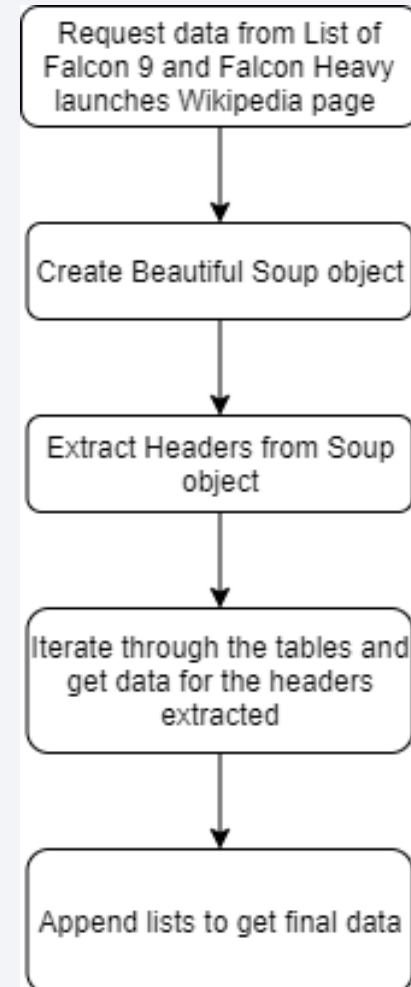 Request data from List of
Falcon 9 and Falcon Heavy
launches Wikipedia page
Create Beautiful Soup object
Extract Headers from Soup
object
Iterate through the tables and
get data for the headers
extracted
Append lists to get final data